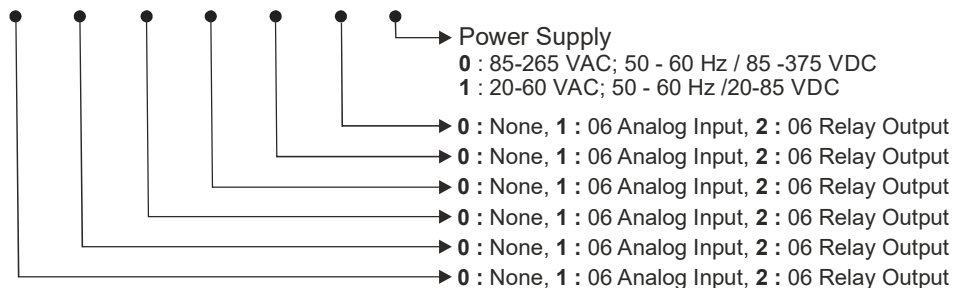 Power Supply
0 : 85-265 VAC; 50 - 60 Hz / 85 -375 VDC
1 : 20-60 VAC; 50 - 60 Hz /20-85 VDC
0 : None, 1 : 06 Analog Input, 2 : 06 Relay Output
0 : None, 1 : 06 Analog Input, 2 : 06 Relay Output
0 : None, 1 : 06 Analog Input, 2 : 06 Relay Output
0 : None, 1 : 06 Analog Input, 2 : 06 Relay Output
0 : None, 1 : 06 Analog Input, 2 : 06 Relay Output
0 : None, 1 : 06 Analog Input, 2 : 06 Relay Output